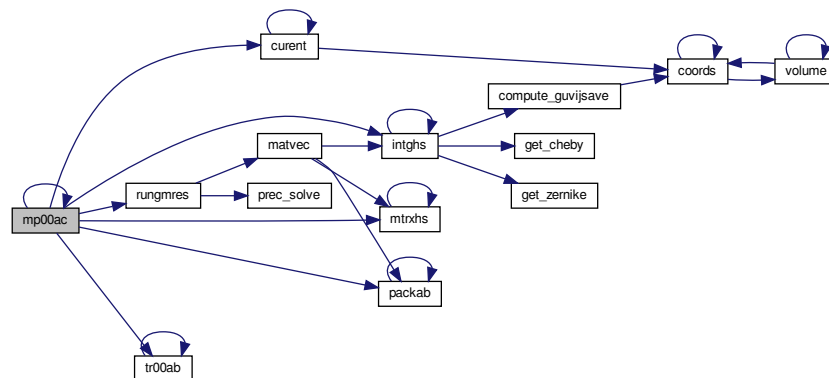 curent
coords
volume
compute_guvijsave
matvec
intghs
get_cheby
rungmres
prec_solve
get_zernike
mp00ac
mtrxhs
packab
tr00ab